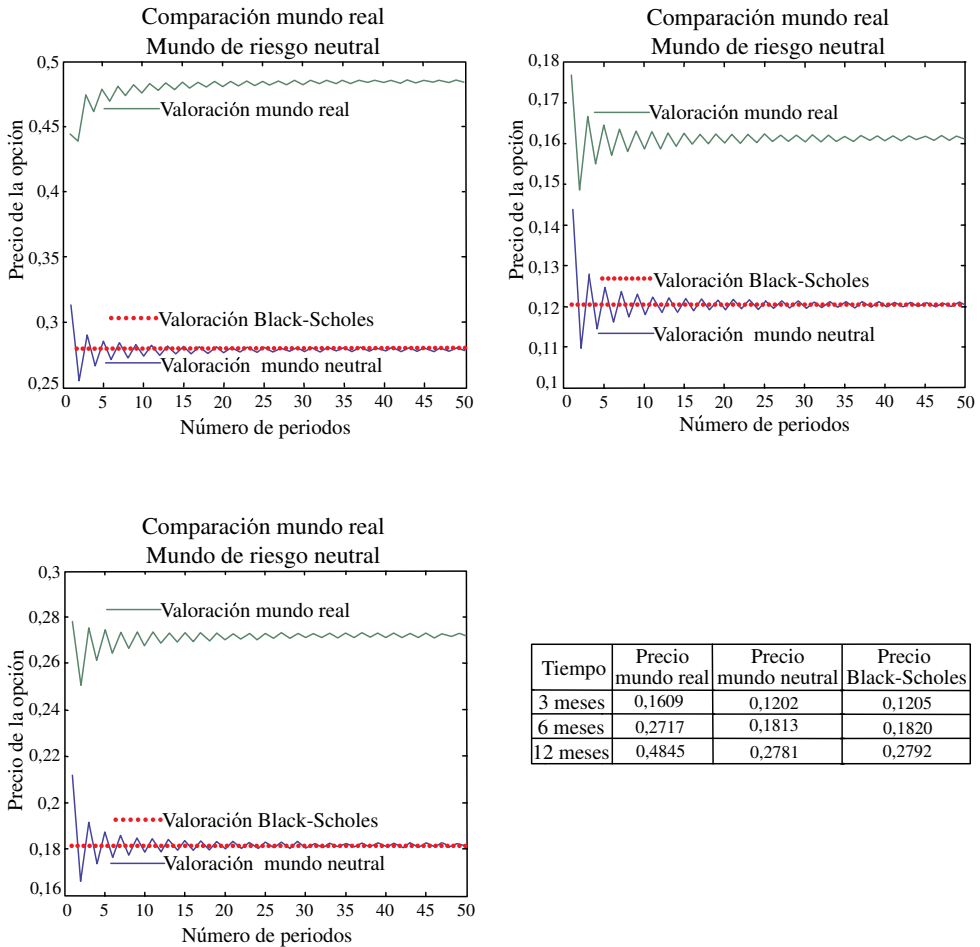 Comparación mundo real
Mundo de riesgo neutral
0,5
0,45
0,4
0,35
0,3
0,25
Precio de la opción
Valoración mundo real
Valoración Black-Scholes
Valoración mundo neutral
0 5 10 15 20 25 30 35 40 45 50
Número de periodos
Comparación mundo real
Mundo de riesgo neutral
0,18
0,17
0,16
0,15
0,14
0,13
0,12
0,11
0,1
Precio de la opción
Valoración mundo real
Valoración Black-Scholes
Valoración mundo neutral
0 5 10 15 20 25 30 35 40 45 50
Número de periodos
Comparación mundo real
Mundo de riesgo neutral
0,3
0,28
0,26
0,24
0,22
0,2
0,18
0,16
Precio de la opción
Valoración mundo real
Valoración Black-Scholes
Valoración mundo neutral
0 5 10 15 20 25 30 35 40 45 50
Número de periodos
Tiempo Precio mundo real Precio mundo neutral Precio Black-Scholes
3 meses 0,1609 0,1202 0,1205
6 meses 0,2717 0,1813 0,1820
12 meses 0,4845 0,2781 0,2792